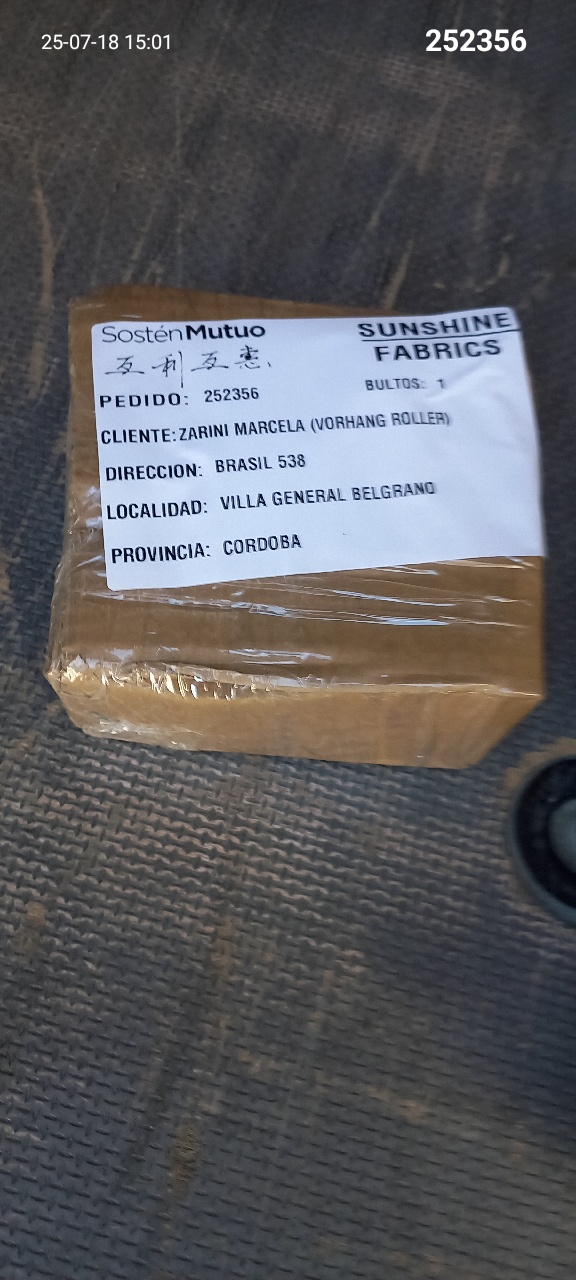 25-07-18 15:01
252356
SosténMutuo
互利互惠
SUNSHINE
FABRICS
PEDIDO: 252356
BULTOS: 1
CLIENTE: ZARINI MARCELA (VORHANG ROLLER)
DIRECCION: BRASIL 538
LOCALIDAD: VILLA GENERAL BELGRANO
PROVINCIA: CORDOBA